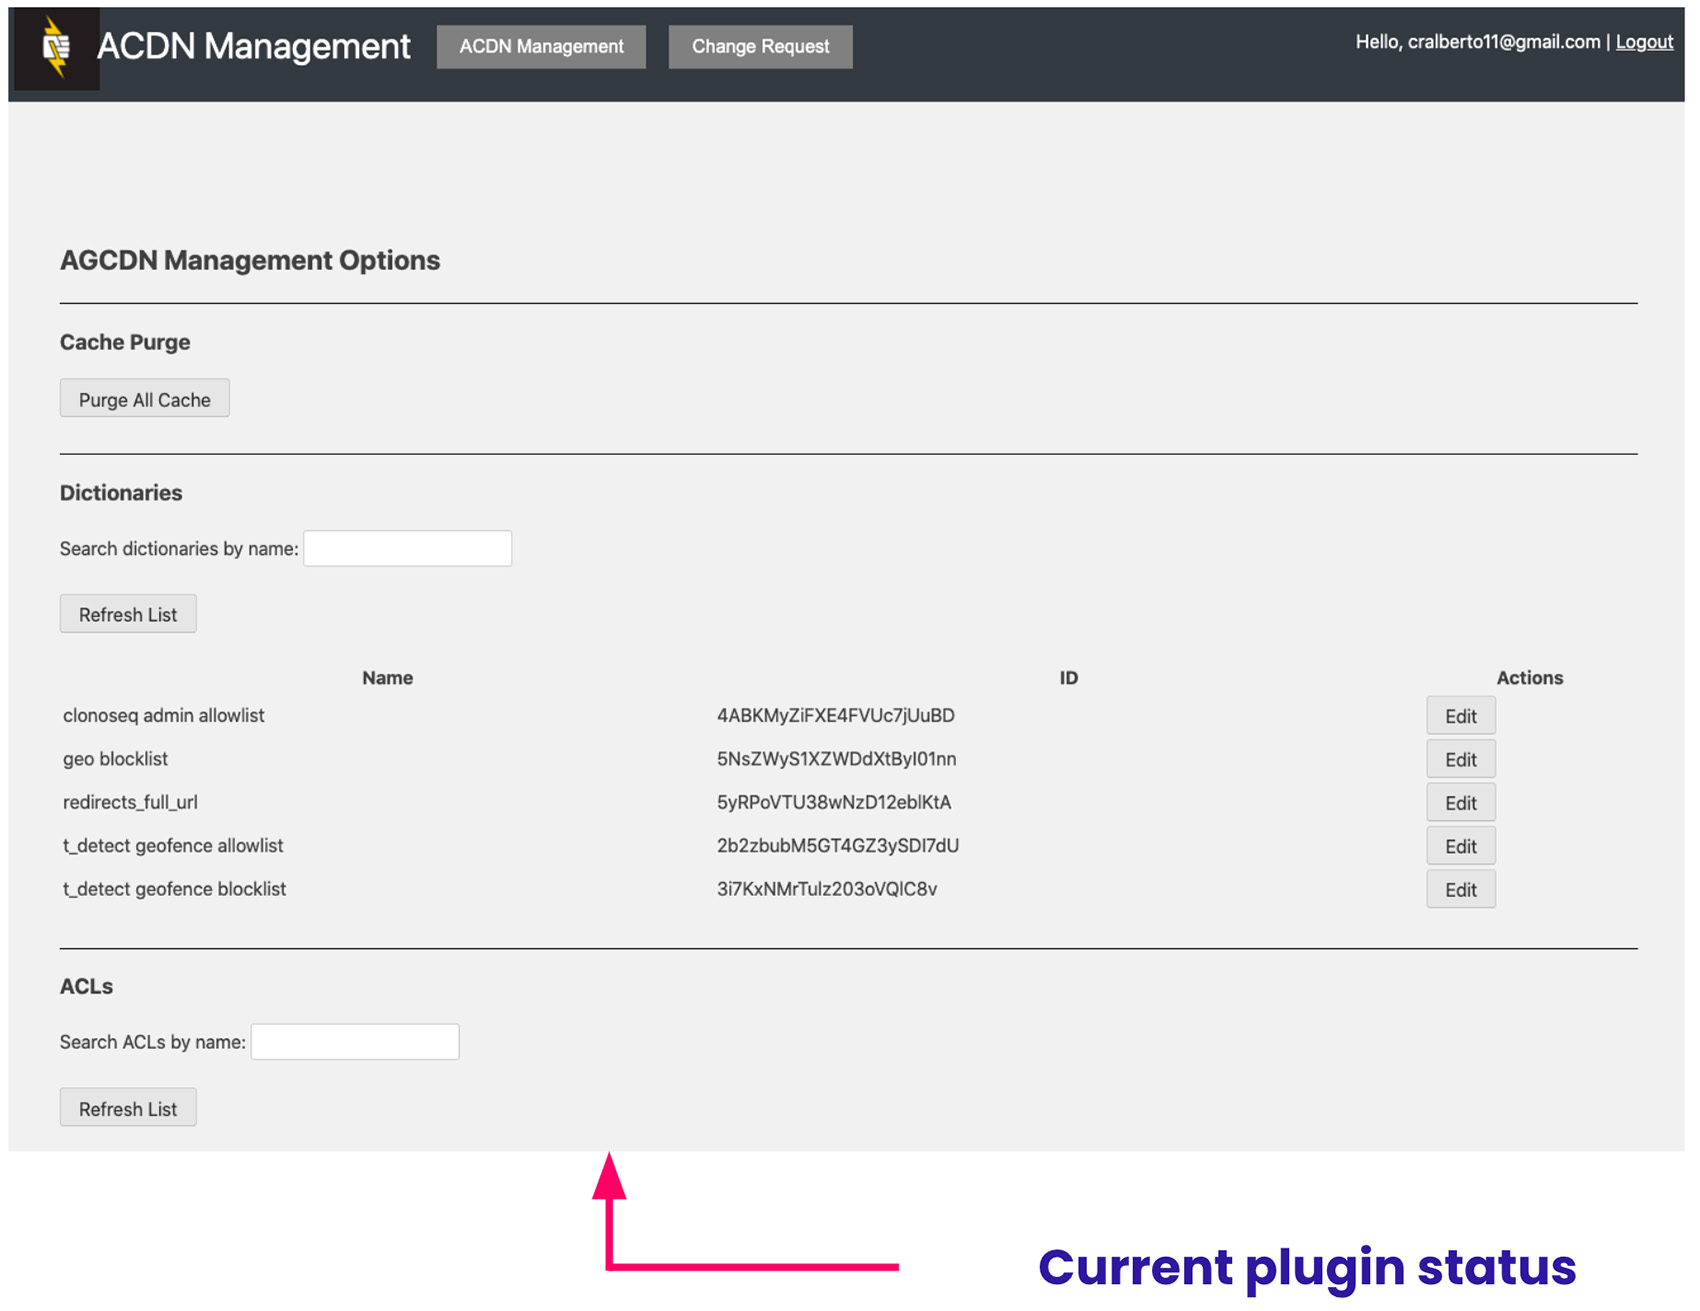 ACDN Management
ACDN Management
Change Request
Hello, cralberto11@gmail.com | Logout
AGCDN Management Options
Cache Purge
Purge All Cache
Dictionaries
Search dictionaries by name:
Refresh List
Name ID Actions
clonoseq admin allowlist 4ABKMyZiFXE4FVUc7jUuBD Edit
geo blocklist 5NsZWyS1XZWDdXtByI01nn Edit
redirects_full_url 5yRPoVTU38wNzD12eblKtA Edit
t_detect geofence allowlist 2b2zbubM5GT4GZ3ySDI7dU Edit
t_detect geofence blocklist 3i7KxNMrTulz203oVQIC8v Edit
ACLs
Search ACLs by name:
Refresh List
Current plugin status